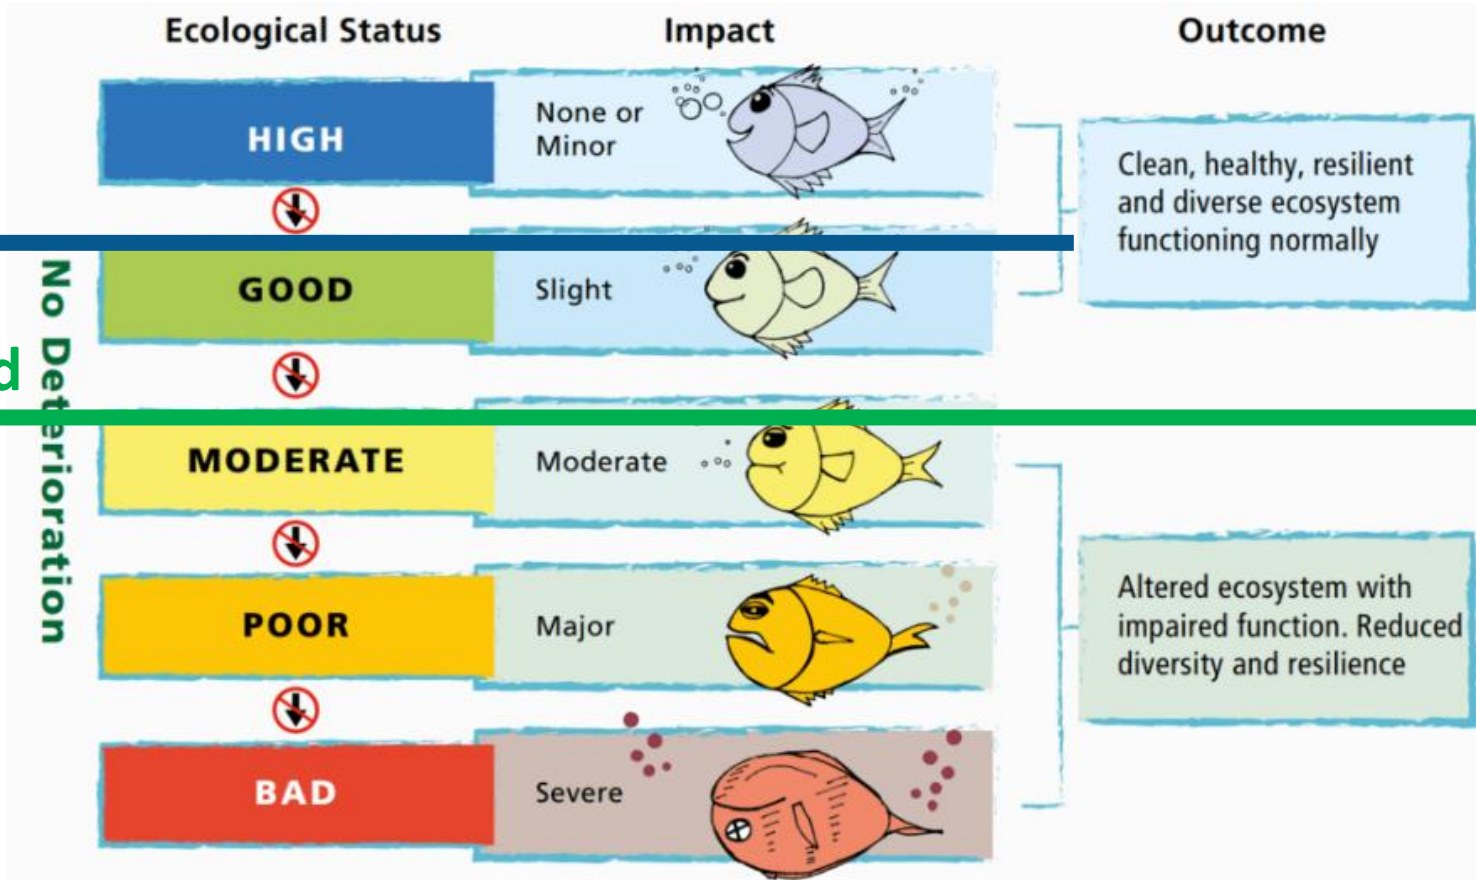 Ecological Status
Impact
Outcome
HIGH
None or
Minor
Clean, healthy, resilient
and diverse ecosystem
functioning normally
No Deterioration
GOOD
Slight
d
MODERATE
Moderate
POOR
Major
Altered ecosystem with
impaired function. Reduced
diversity and resilience
BAD
Severe